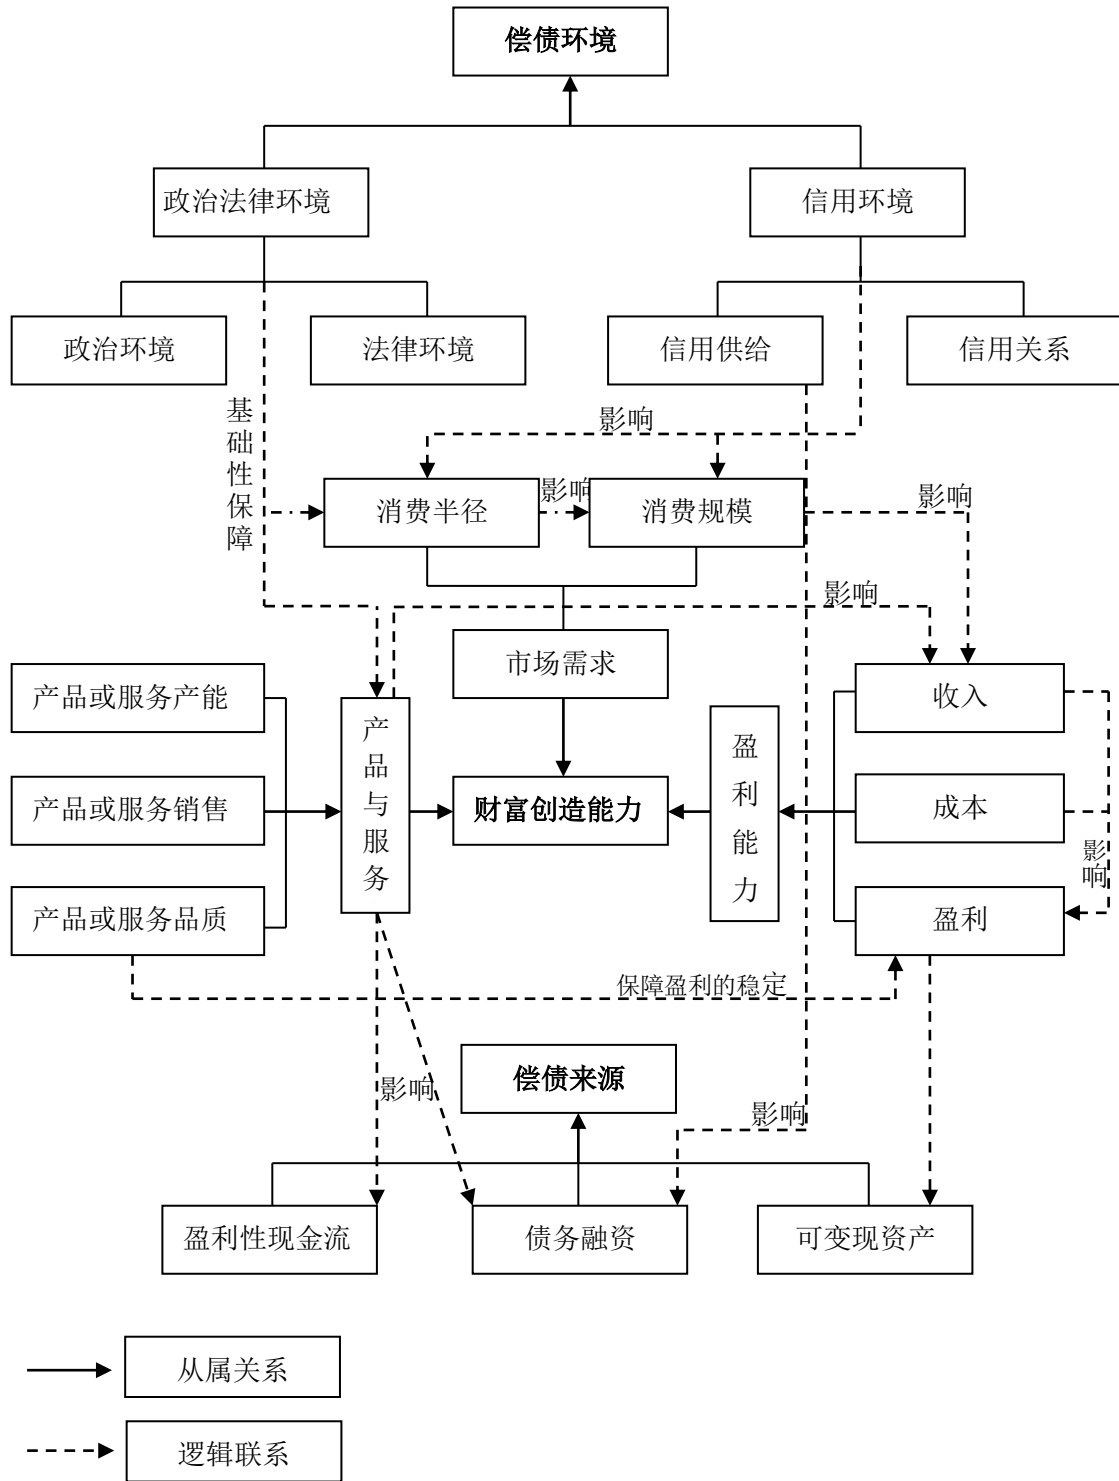 偿债环境
政治法律环境
信用环境
政治环境
法律环境
信用供给
信用关系
基础性保障
影响
消费半径
影响
消费规模
影响
影响
市场需求
产品或服务产能
产品与服务
盈利能力
收入
产品或服务销售
财富创造能力
成本
影响
产品或服务品质
盈利
保障盈利的稳定
偿债来源
影响
影响
盈利性现金流
债务融资
可变现资产
从属关系
逻辑联系